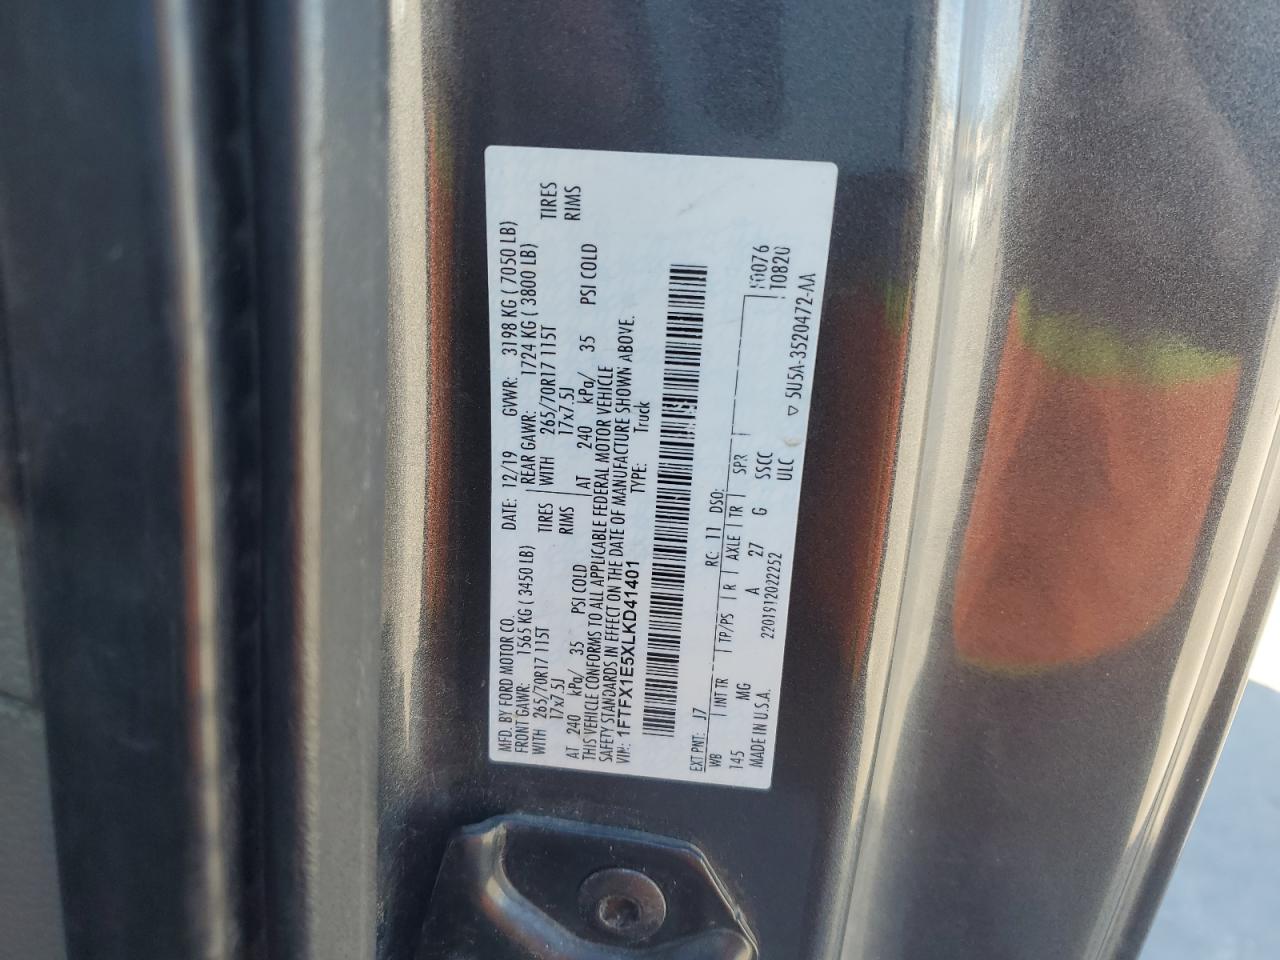 MFD. BY FORD MOTOR CO.
DATE: 12/19 GVWR: 3198 KG ( 7050 LB)
FRONT GAWR: 1565 KG ( 3450 LB) REAR GAWR: 1724 KG ( 3800 LB)
WITH 265/70R17 115T TIRES WITH 265/70R17 115T TIRES
17x7.5J RIMS 17x7.5J RIMS
AT 240 kPa/ 35 PSI COLD AT 240 kPa/ 35 PSI COLD
THIS VEHICLE CONFORMS TO ALL APPLICABLE FEDERAL MOTOR VEHICLE
SAFETY STANDARDS IN EFFECT ON THE DATE OF MANUFACTURE SHOWN ABOVE.
VIN: 1FTFX1E5XLKD41401 TYPE: Truck
EXT PNT: J7 RC: 11 DSO:
WB INT TR TP/PS R AXLE TR SPR
145 MG A 27 G SSCC 10820
MADE IN U.S.A. 2201912022252 ULC
▽ 5U5A-3520472-AA